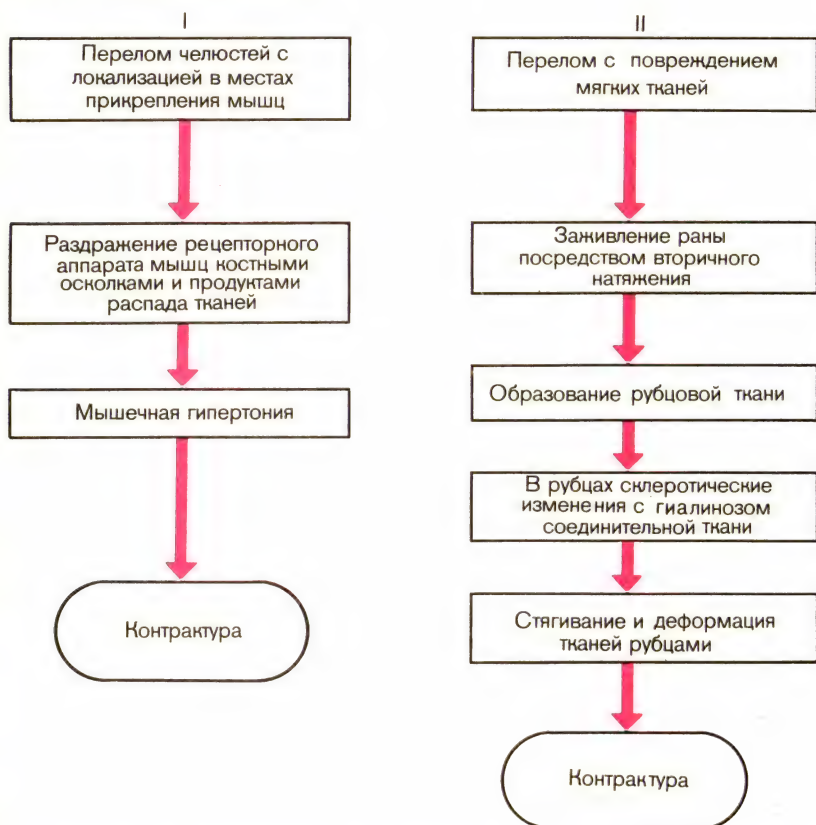 I
Перелом челюстей с
локализацией в местах
прикрепления мышц
Раздражение рецепторного
аппарата мышц костными
осколками и продуктами
распада тканей
Мышечная гипертония
Контрактура
II
Перелом с повреждением
мягких тканей
Заживление раны
посредством вторичного
натяжения
Образование рубцовой ткани
В рубцах склеротические
изменения с гиалинозом
соединительной ткани
Стягивание и деформация
тканей рубцами
Контрактура